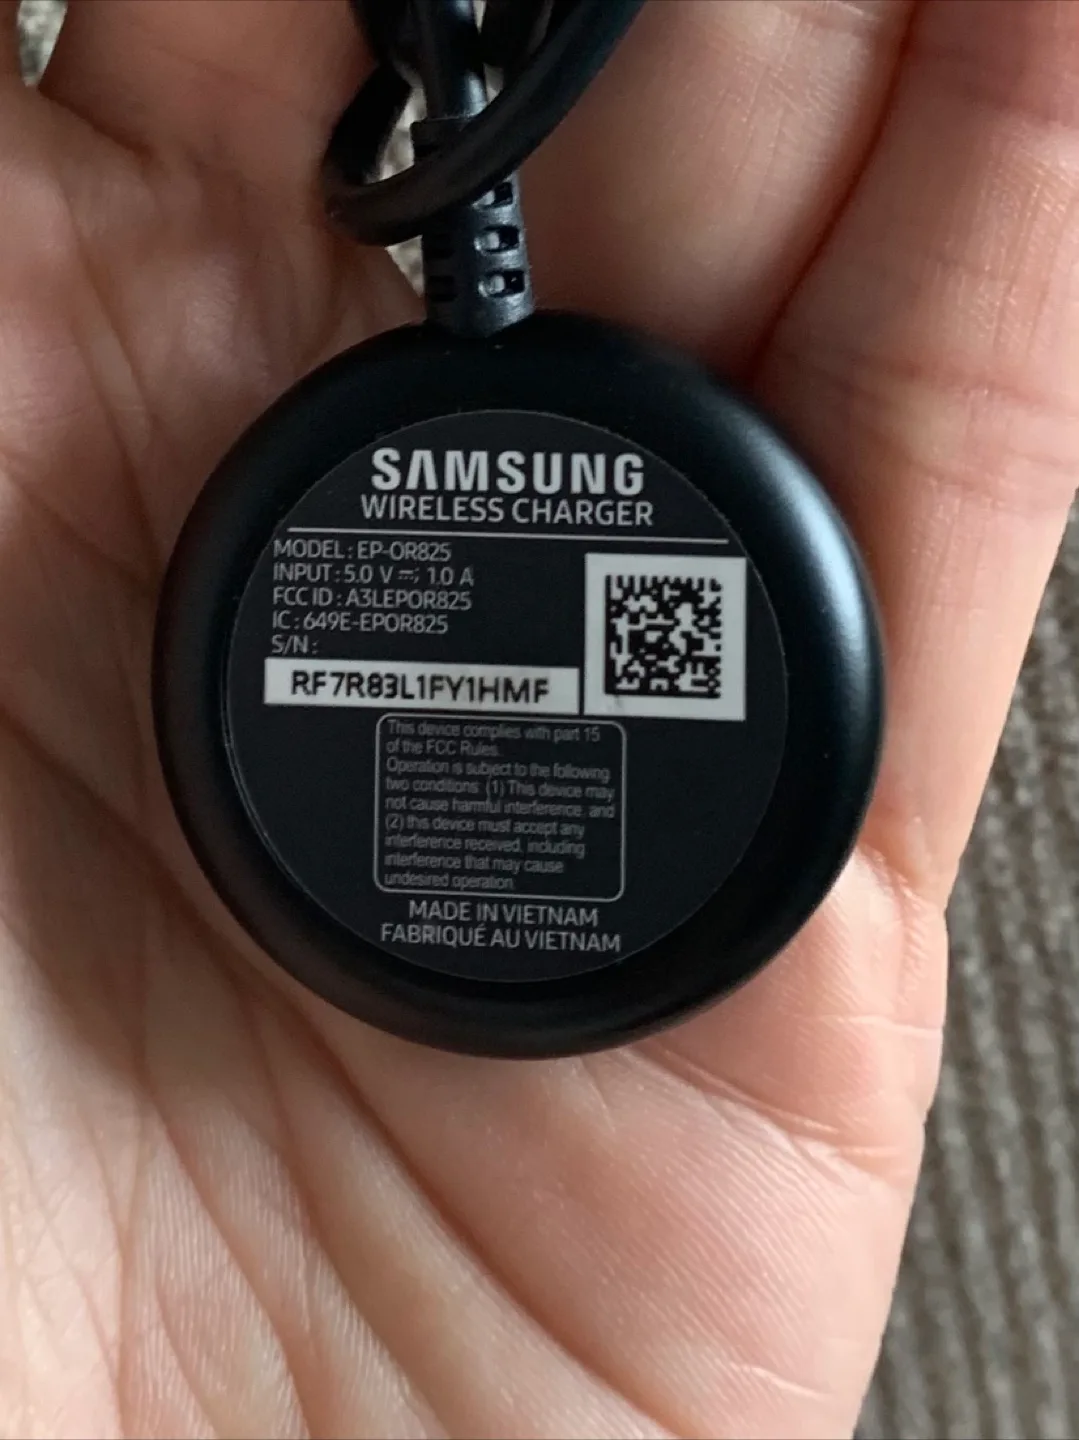 SAMSUNG
WIRELESS CHARGER
MODEL : EP-OR825
INPUT : 5.0 V ⎓; 1.0 A
FCC ID : A3LEPOR825
IC : 649E-EPOR825
S/N :
RF7R83L1FY1HMF
This device complies with part 15
of the FCC Rules.
Operation is subject to the following
two conditions: (1) This device may
not cause harmful interference, and
(2) this device must accept any
interference received, including
interference that may cause
undesired operation.
MADE IN VIETNAM
FABRIQUÉ AU VIETNAM